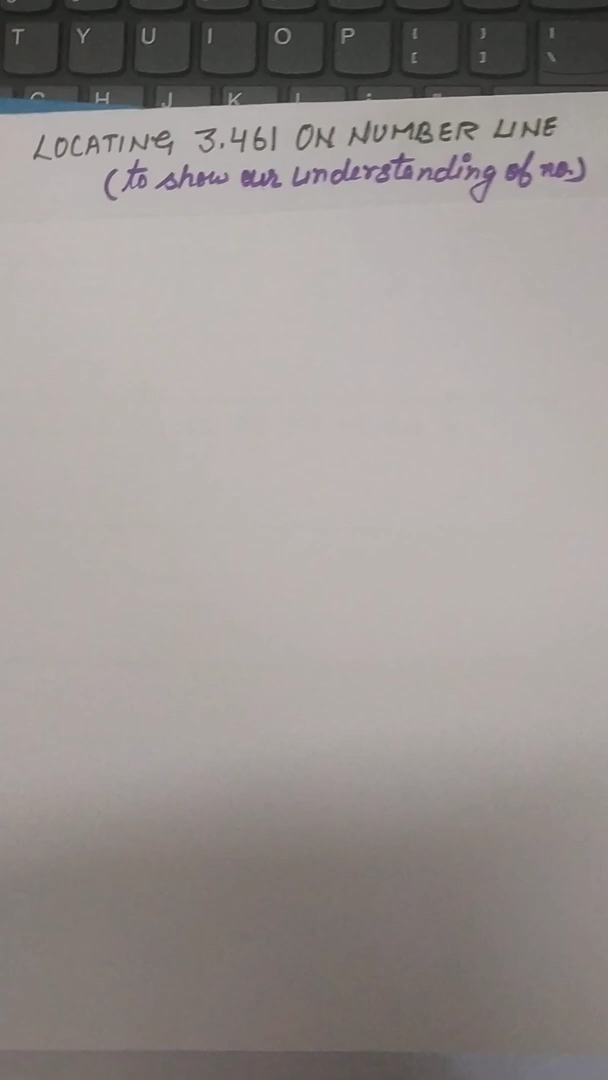 T Y U I O P { [ } ] | \
H J K L : "
LOCATING 3.461 ON NUMBER LINE
(to show our understanding of no.)